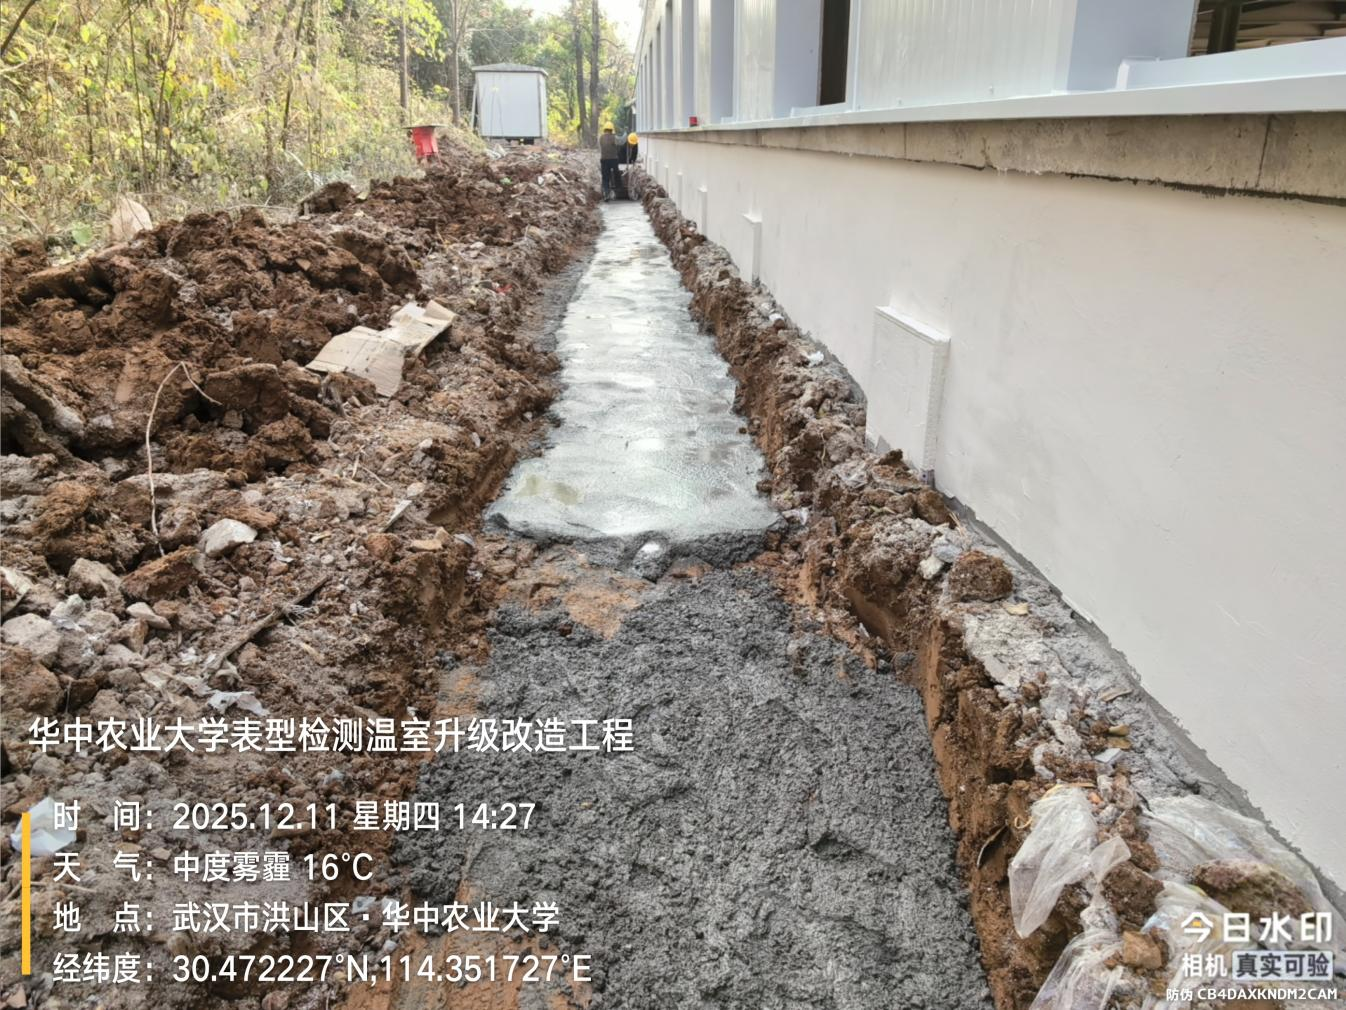 华中农业大学表型检测温室升级改造工程
时 间：2025.12.11 星期四 14:27
天 气：中度雾霾 16°C
地 点：武汉市洪山区·华中农业大学
经纬度：30.472227°N,114.351727°E
今日水印
相机 真实可验
防伪 CB4DAXKNDM2CAM